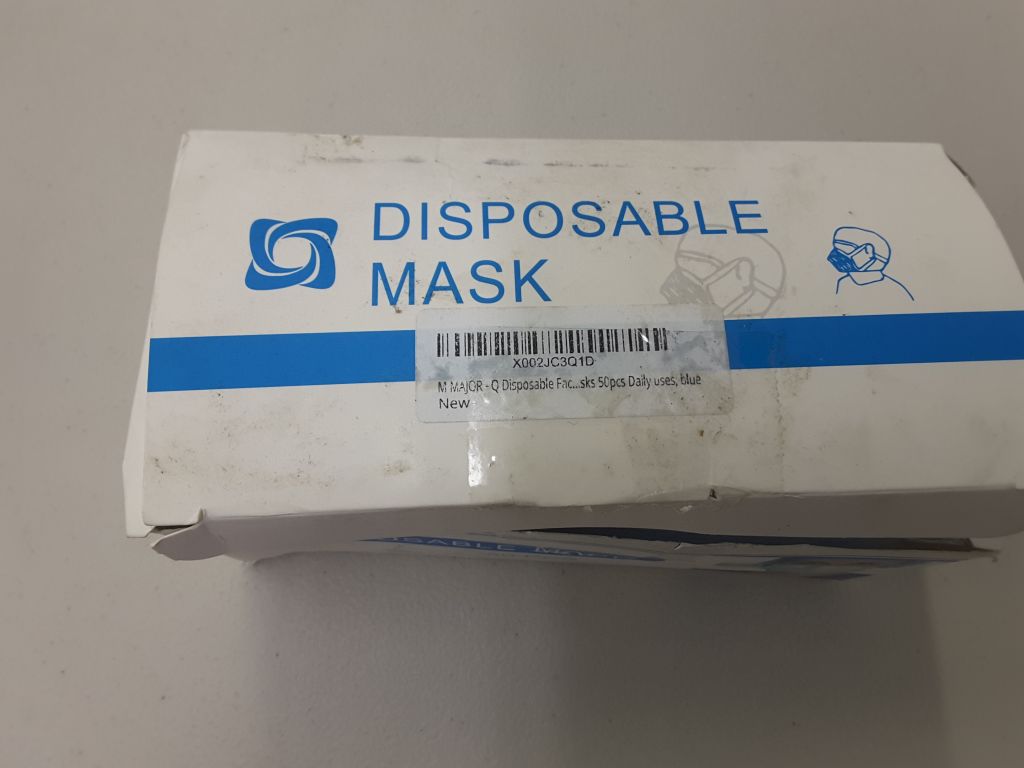 DISPOSABLE
MASK
X002JC3Q1D
M MAJOR - Q Disposable Fac...sks 50pcs Daily uses, blue
New